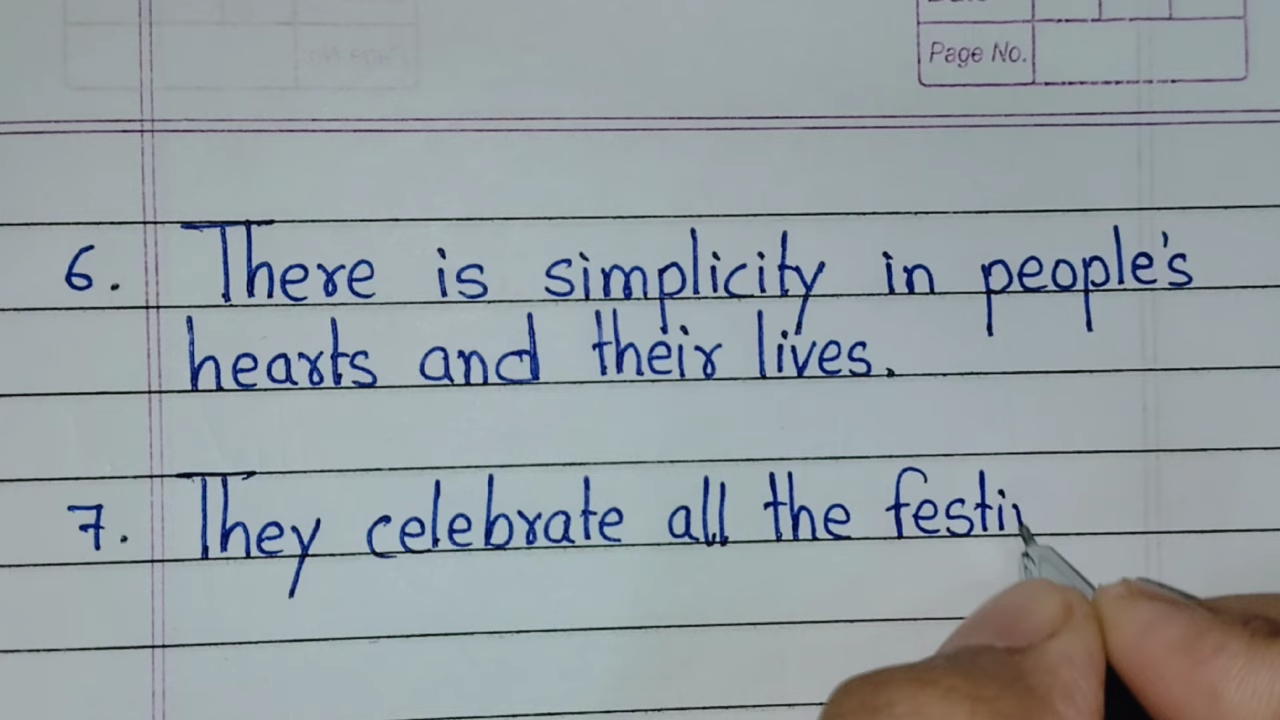 Page No.
6. There is simplicity in people's
hearts and their lives.
7. They celebrate all the festi